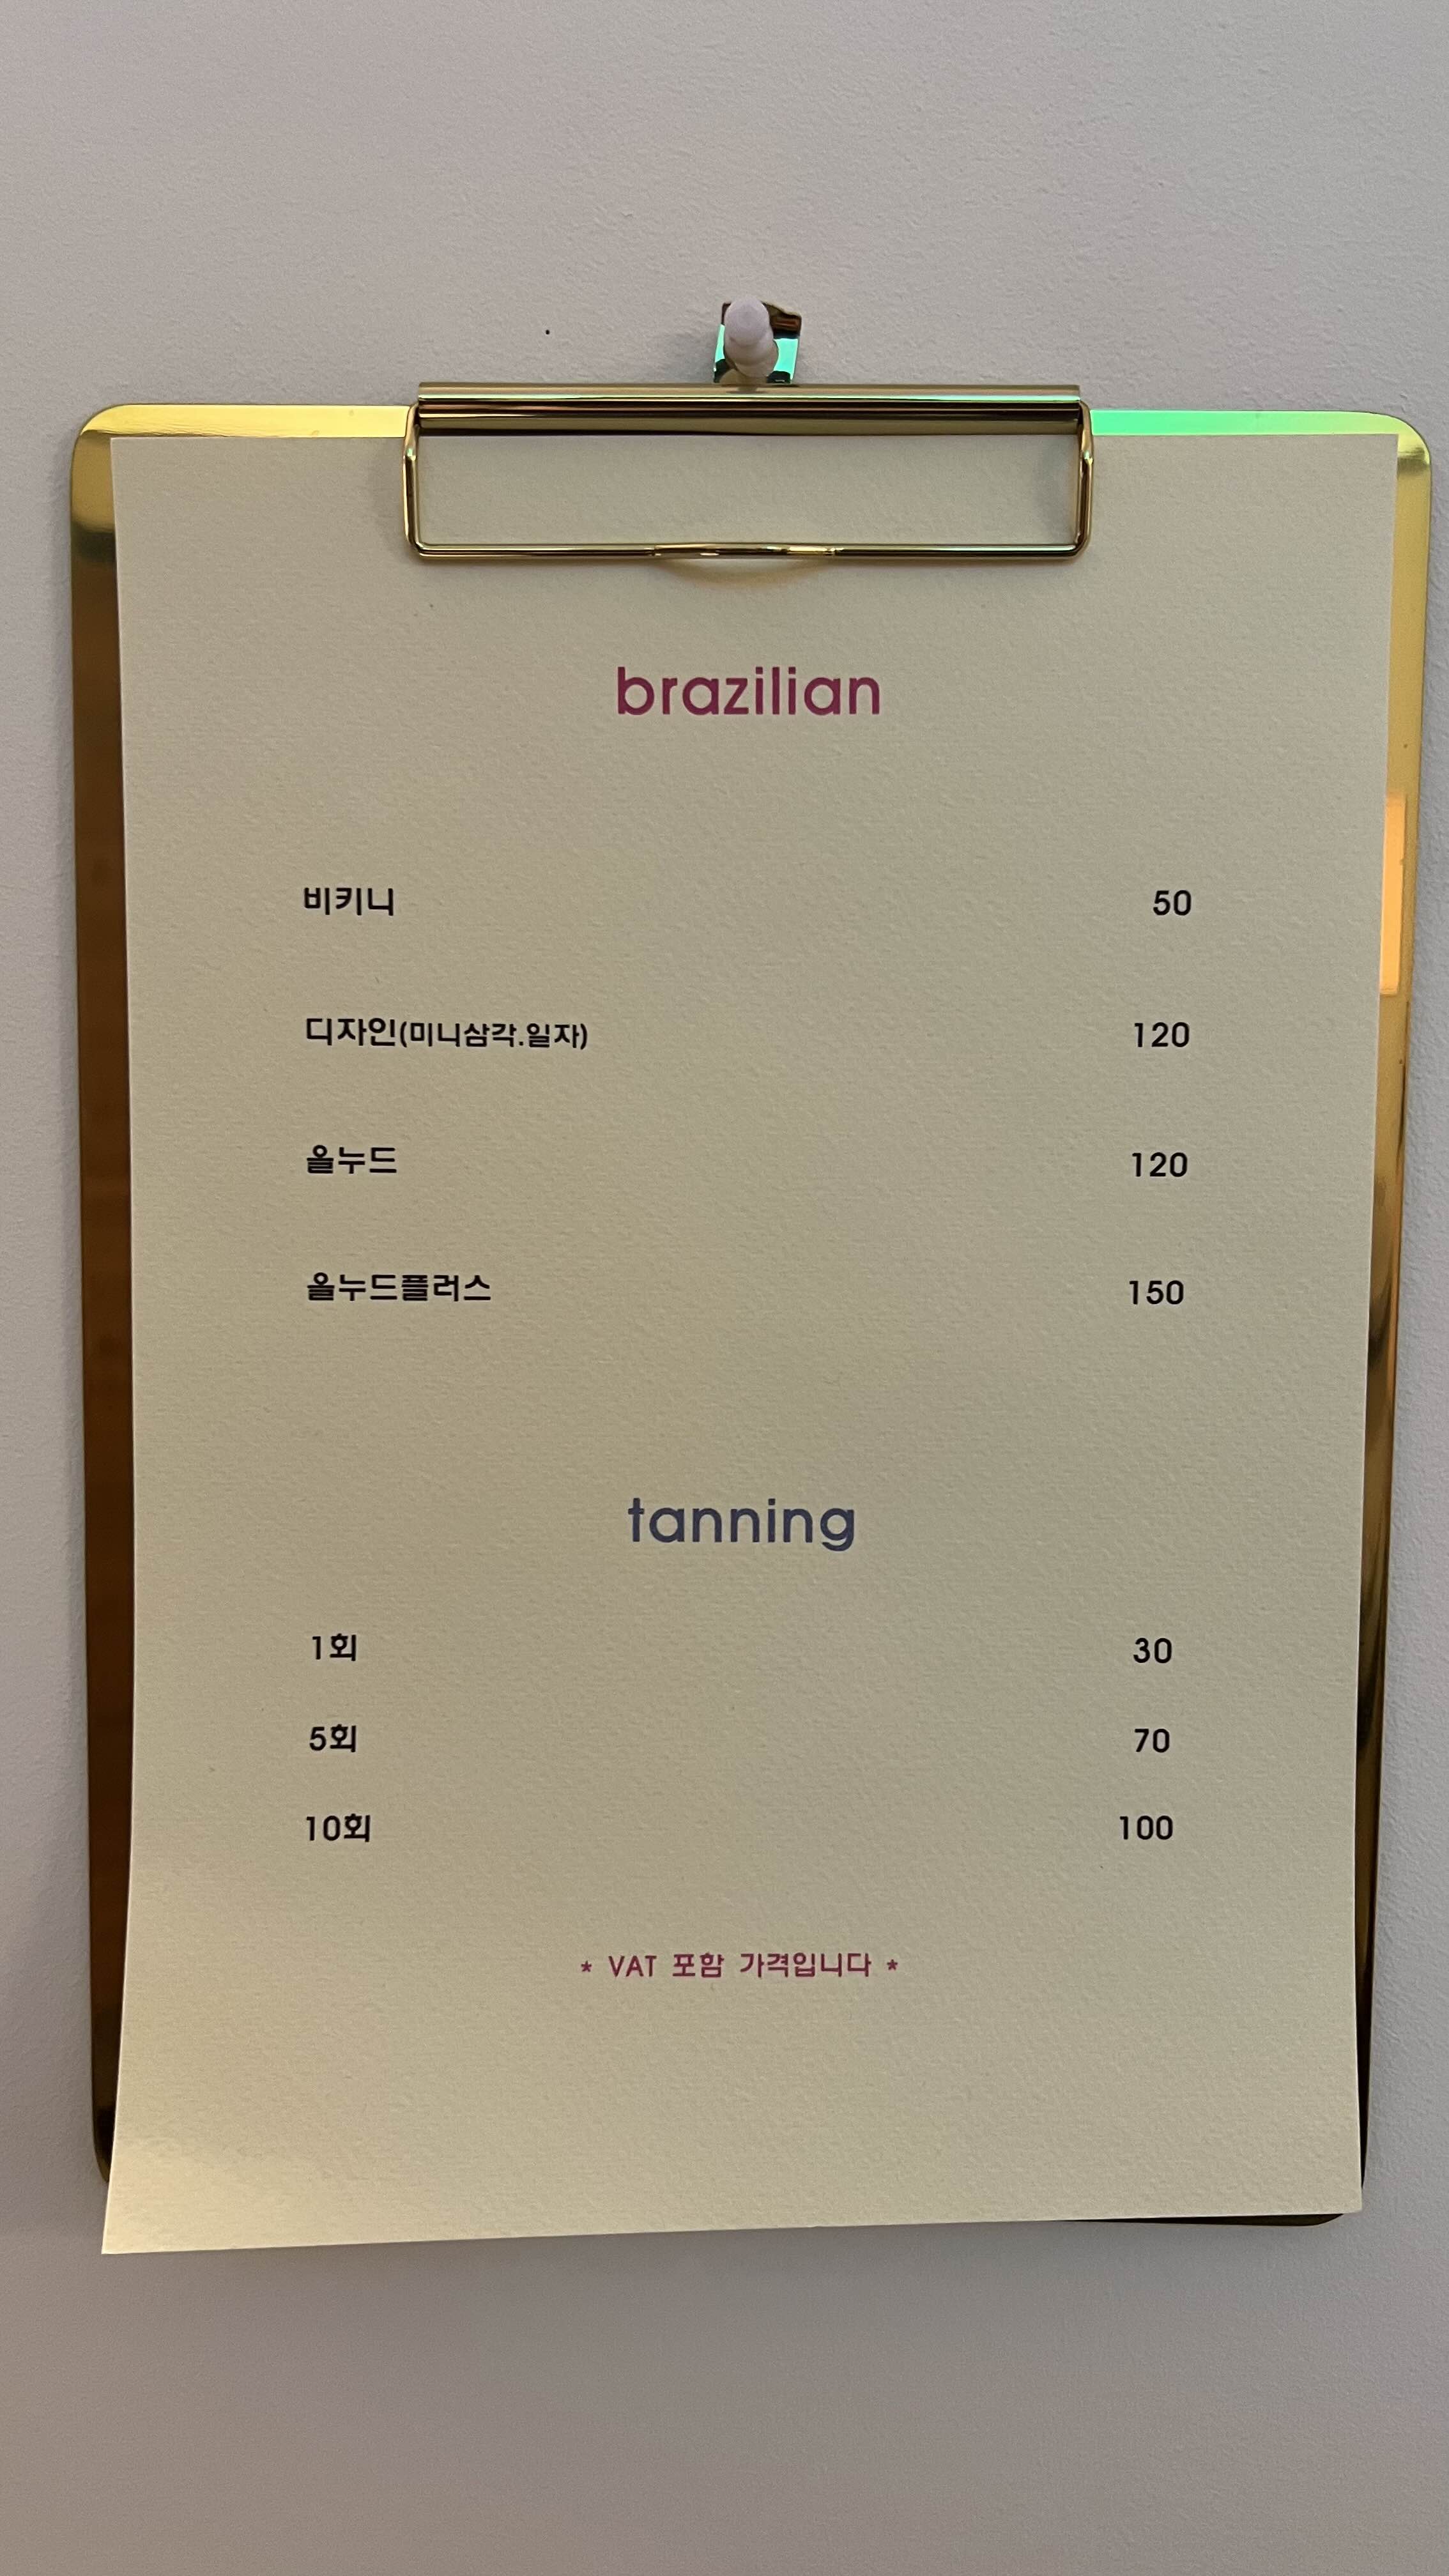 brazilian
비키니 50
디자인(미니삼각.일자) 120
올누드 120
올누드플러스 150
tanning
1회 30
5회 70
10회 100
* VAT 포함 가격입니다 *